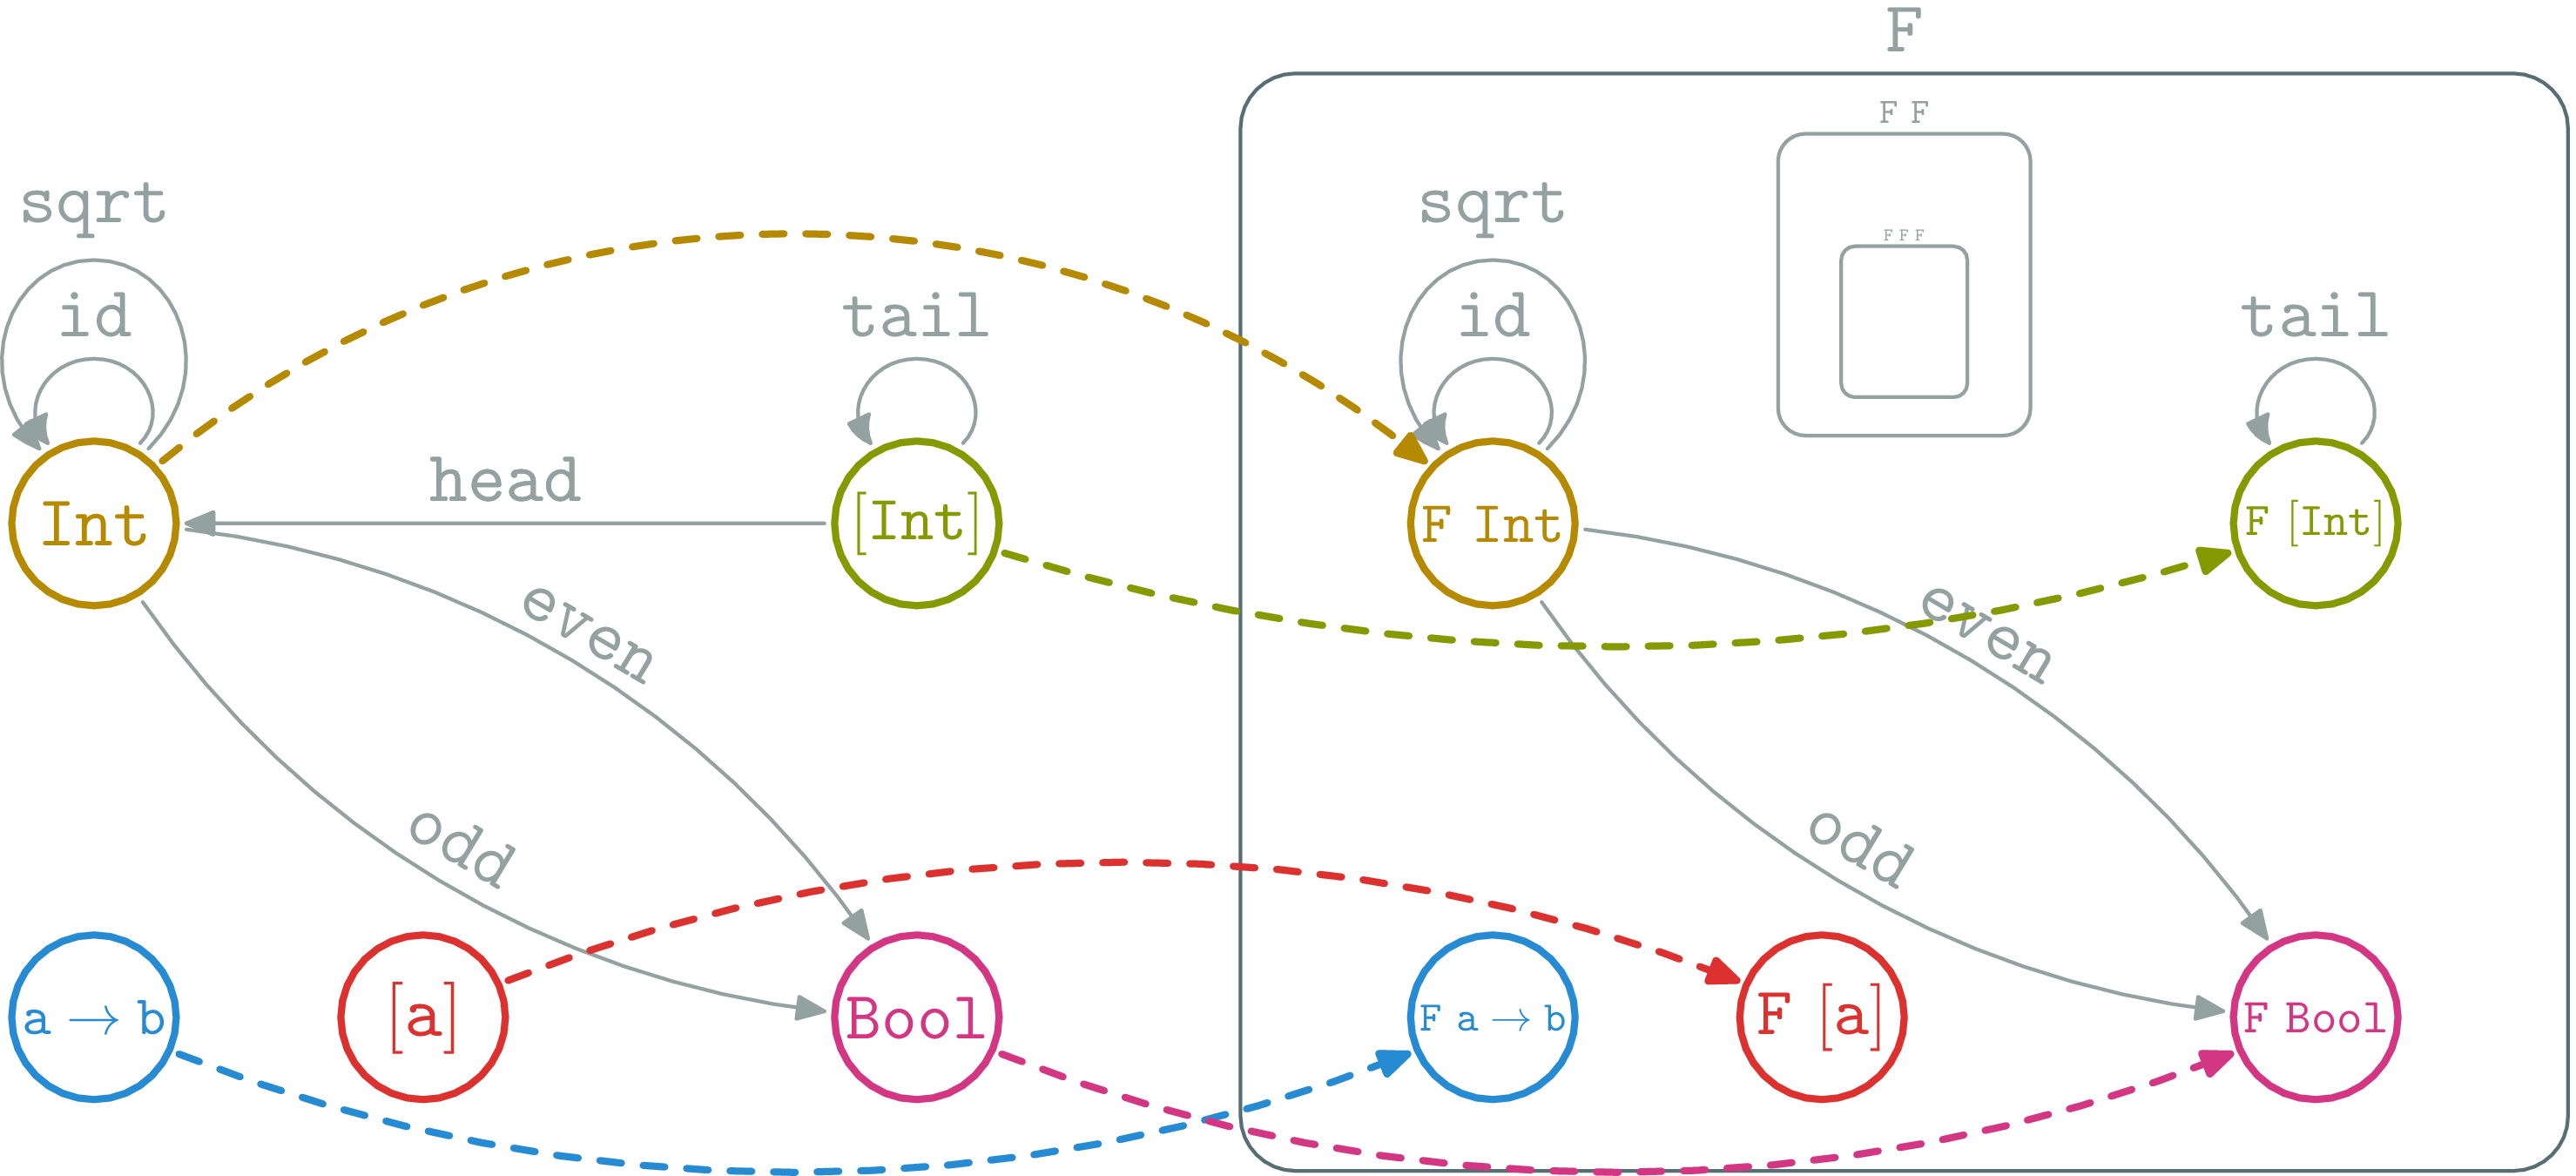 F
F F
sqrt
sqrt
F F F
id
tail
id
tail
head
Int
[Int]
F Int
F [Int]
even
even
odd
odd
a → b
[a]
Bool
F a → b
F [a]
F Bool